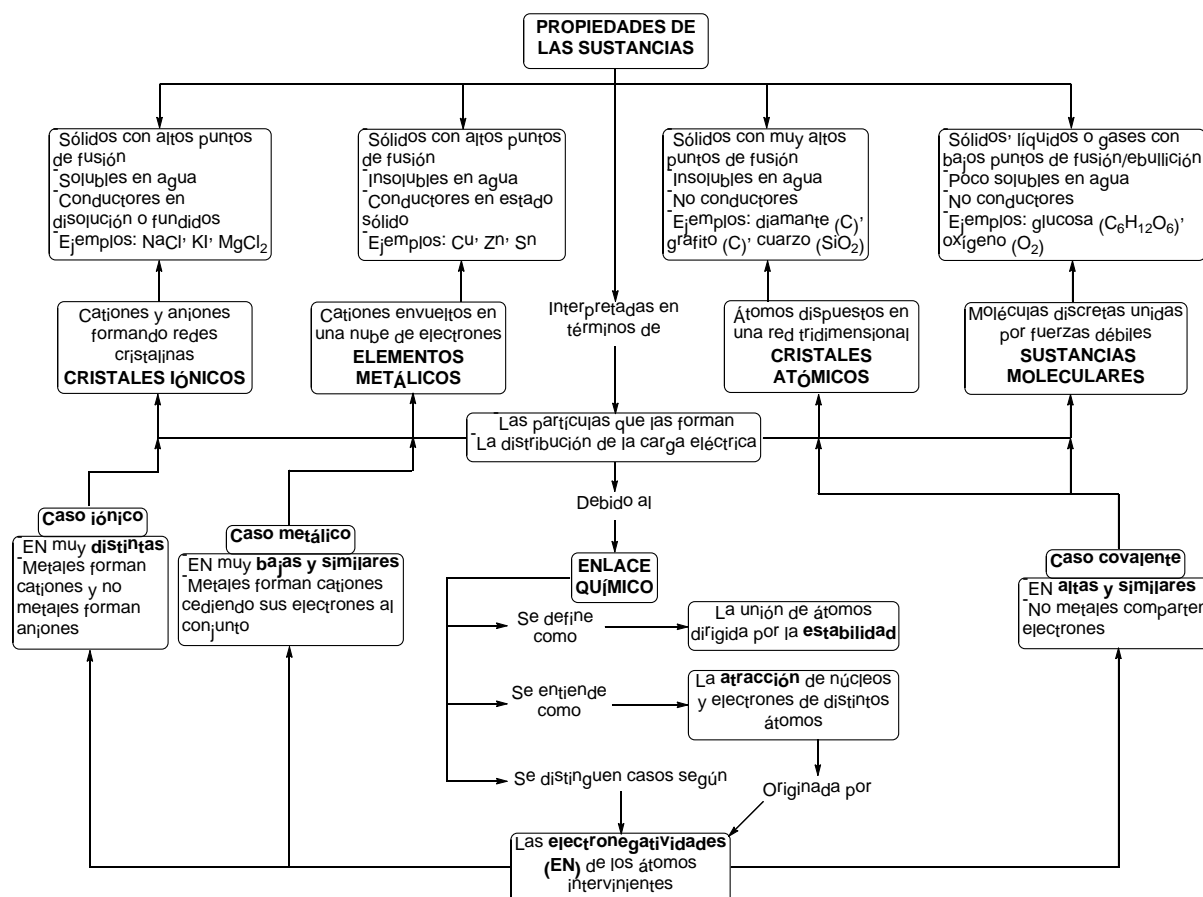 PROPIEDADES DE
LAS SUSTANCIAS
-Sólidos con altos puntos
de fusión
-Solubles en agua
-Conductores en
disolución o fundidos
-Ejemplos: NaCl, KI, MgCl₂
-Sólidos con altos puntos
de fusión
-Insolubles en agua
-Conductores en estado
sólido
-Ejemplos: Cu, Zn, Sn
-Sólidos con muy altos
puntos de fusión
-Insolubles en agua
-No conductores
-Ejemplos: diamante (C),
grafito (C), cuarzo (SiO₂)
-Sólidos, líquidos o gases con
bajos puntos de fusión/ebullición
-Poco solubles en agua
-No conductores
-Ejemplos: glucosa (C₆H₁₂O₆),
oxígeno (O₂)
Cationes y aniones
formando redes
cristalinas
CRISTALES IÓNICOS
Cationes envueltos en
una nube de electrones
ELEMENTOS
METÁLICOS
Interpretadas en
términos de
Átomos dispuestos en
una red tridimensional
CRISTALES
ATÓMICOS
Moléculas discretas unidas
por fuerzas débiles
SUSTANCIAS
MOLECULARES
-Las partículas que las forman
-La distribución de la carga eléctrica
Debido al
Caso iónico
-EN muy distintas
-Metales forman
cationes y no
metales forman
aniones
Caso metálico
-EN muy bajas y similares
-Metales forman cationes
cediendo sus electrones al
conjunto
ENLACE
QUÍMICO
Caso covalente
-EN altas y similares
-No metales comparten
electrones
Se define
como
La unión de átomos
dirigida por la estabilidad
Se entiende
como
La atracción de núcleos
y electrones de distintos
átomos
Se distinguen casos según
Originada por
Las electronegatividades
(EN) de los átomos
intervinientes